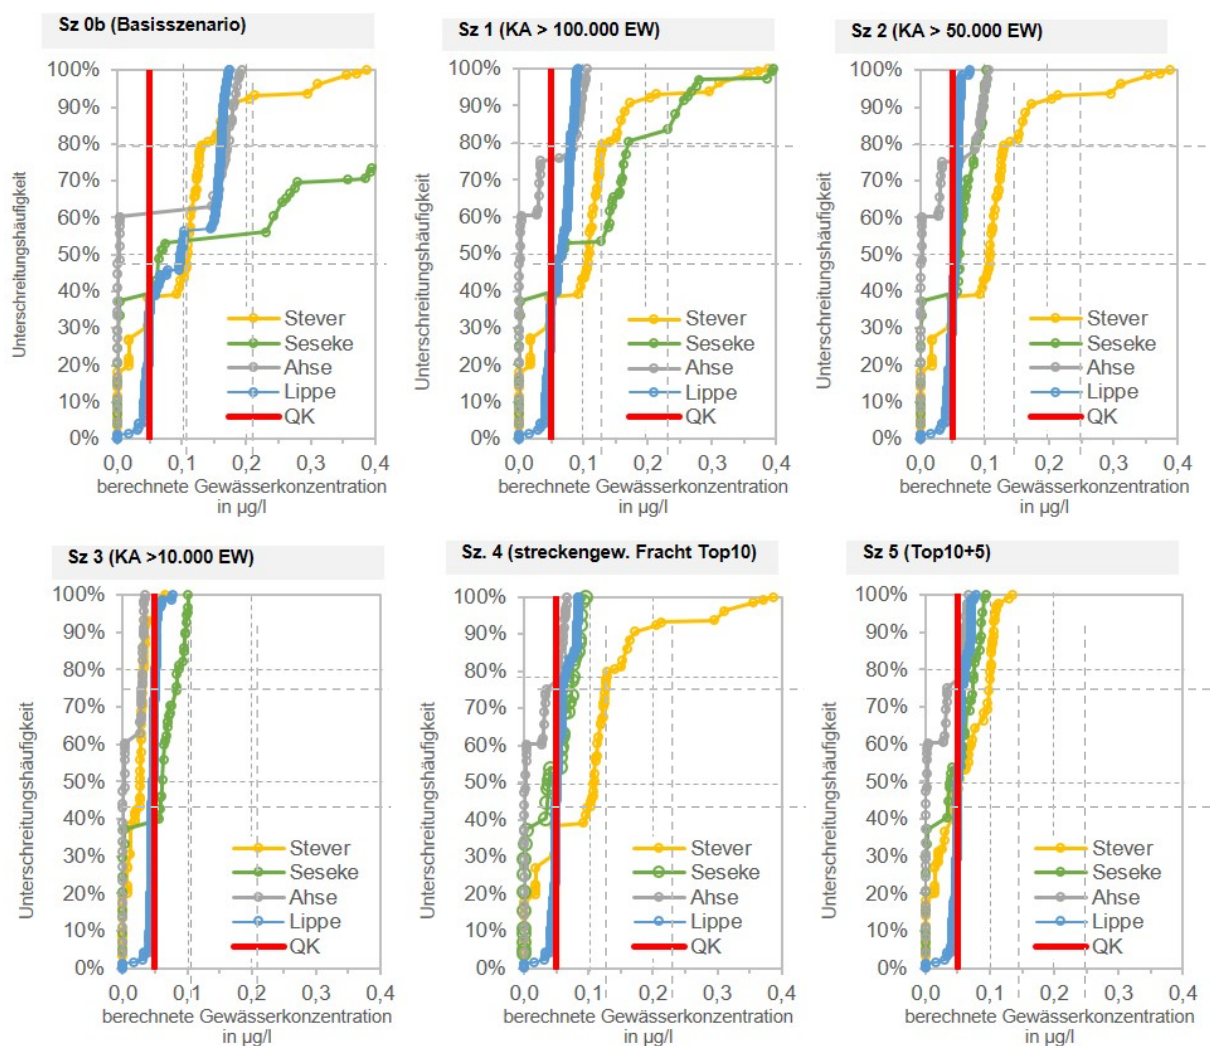 Sz 0b (Basisszenario)
Unterschreitungshäufigkeit
100%
90%
80%
70%
60%
50%
40%
30%
20%
10%
0%
0,0
0,1
0,2
0,3
0,4
Stever
Seseke
Ahse
Lippe
QK
berechnete Gewässerkonzentration
in µg/l
Sz 1 (KA > 100.000 EW)
Unterschreitungshäufigkeit
100%
90%
80%
70%
60%
50%
40%
30%
20%
10%
0%
0,0
0,1
0,2
0,3
0,4
Stever
Seseke
Ahse
Lippe
QK
berechnete Gewässerkonzentration
in µg/l
Sz 2 (KA > 50.000 EW)
Unterschreitungshäufigkeit
100%
90%
80%
70%
60%
50%
40%
30%
20%
10%
0%
0,0
0,1
0,2
0,3
0,4
Stever
Seseke
Ahse
Lippe
QK
berechnete Gewässerkonzentration
in µg/l
Sz 3 (KA >10.000 EW)
Unterschreitungshäufigkeit
100%
90%
80%
70%
60%
50%
40%
30%
20%
10%
0%
0,0
0,1
0,2
0,3
0,4
Stever
Seseke
Ahse
Lippe
QK
berechnete Gewässerkonzentration
in µg/l
Sz. 4 (streckengew. Fracht Top10)
Unterschreitungshäufigkeit
100%
90%
80%
70%
60%
50%
40%
30%
20%
10%
0%
0,0
0,1
0,2
0,3
0,4
Stever
Seseke
Ahse
Lippe
QK
berechnete Gewässerkonzentration
in µg/l
Sz 5 (Top10+5)
Unterschreitungshäufigkeit
100%
90%
80%
70%
60%
50%
40%
30%
20%
10%
0%
0,0
0,1
0,2
0,3
0,4
Stever
Seseke
Ahse
Lippe
QK
berechnete Gewässerkonzentration
in µg/l